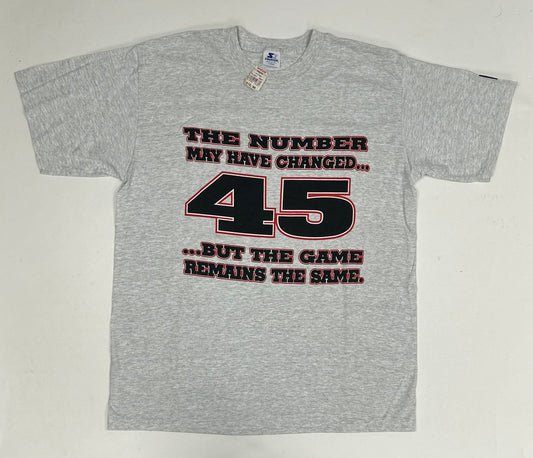 THE NUMBER
MAY HAVE CHANGED...
45
...BUT THE GAME
REMAINS THE SAME.